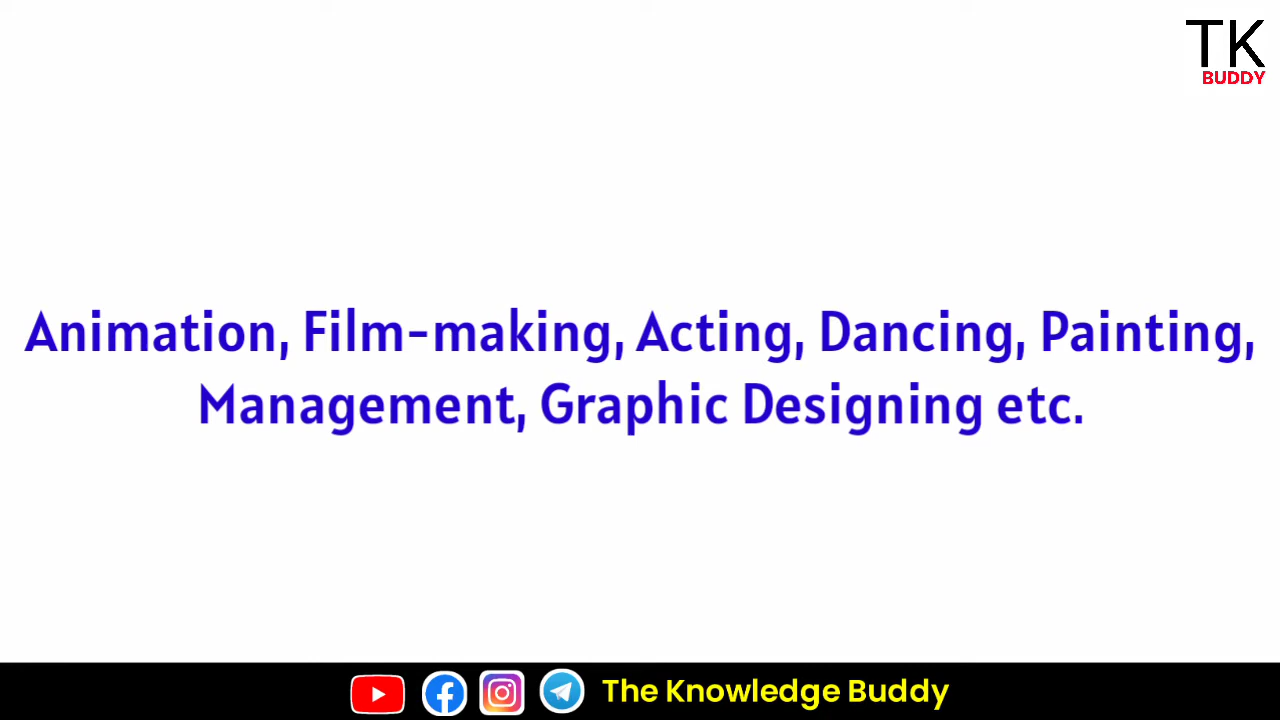 TK
BUDDY
Animation, Film-making, Acting, Dancing, Painting,
Management, Graphic Designing etc.
The Knowledge Buddy